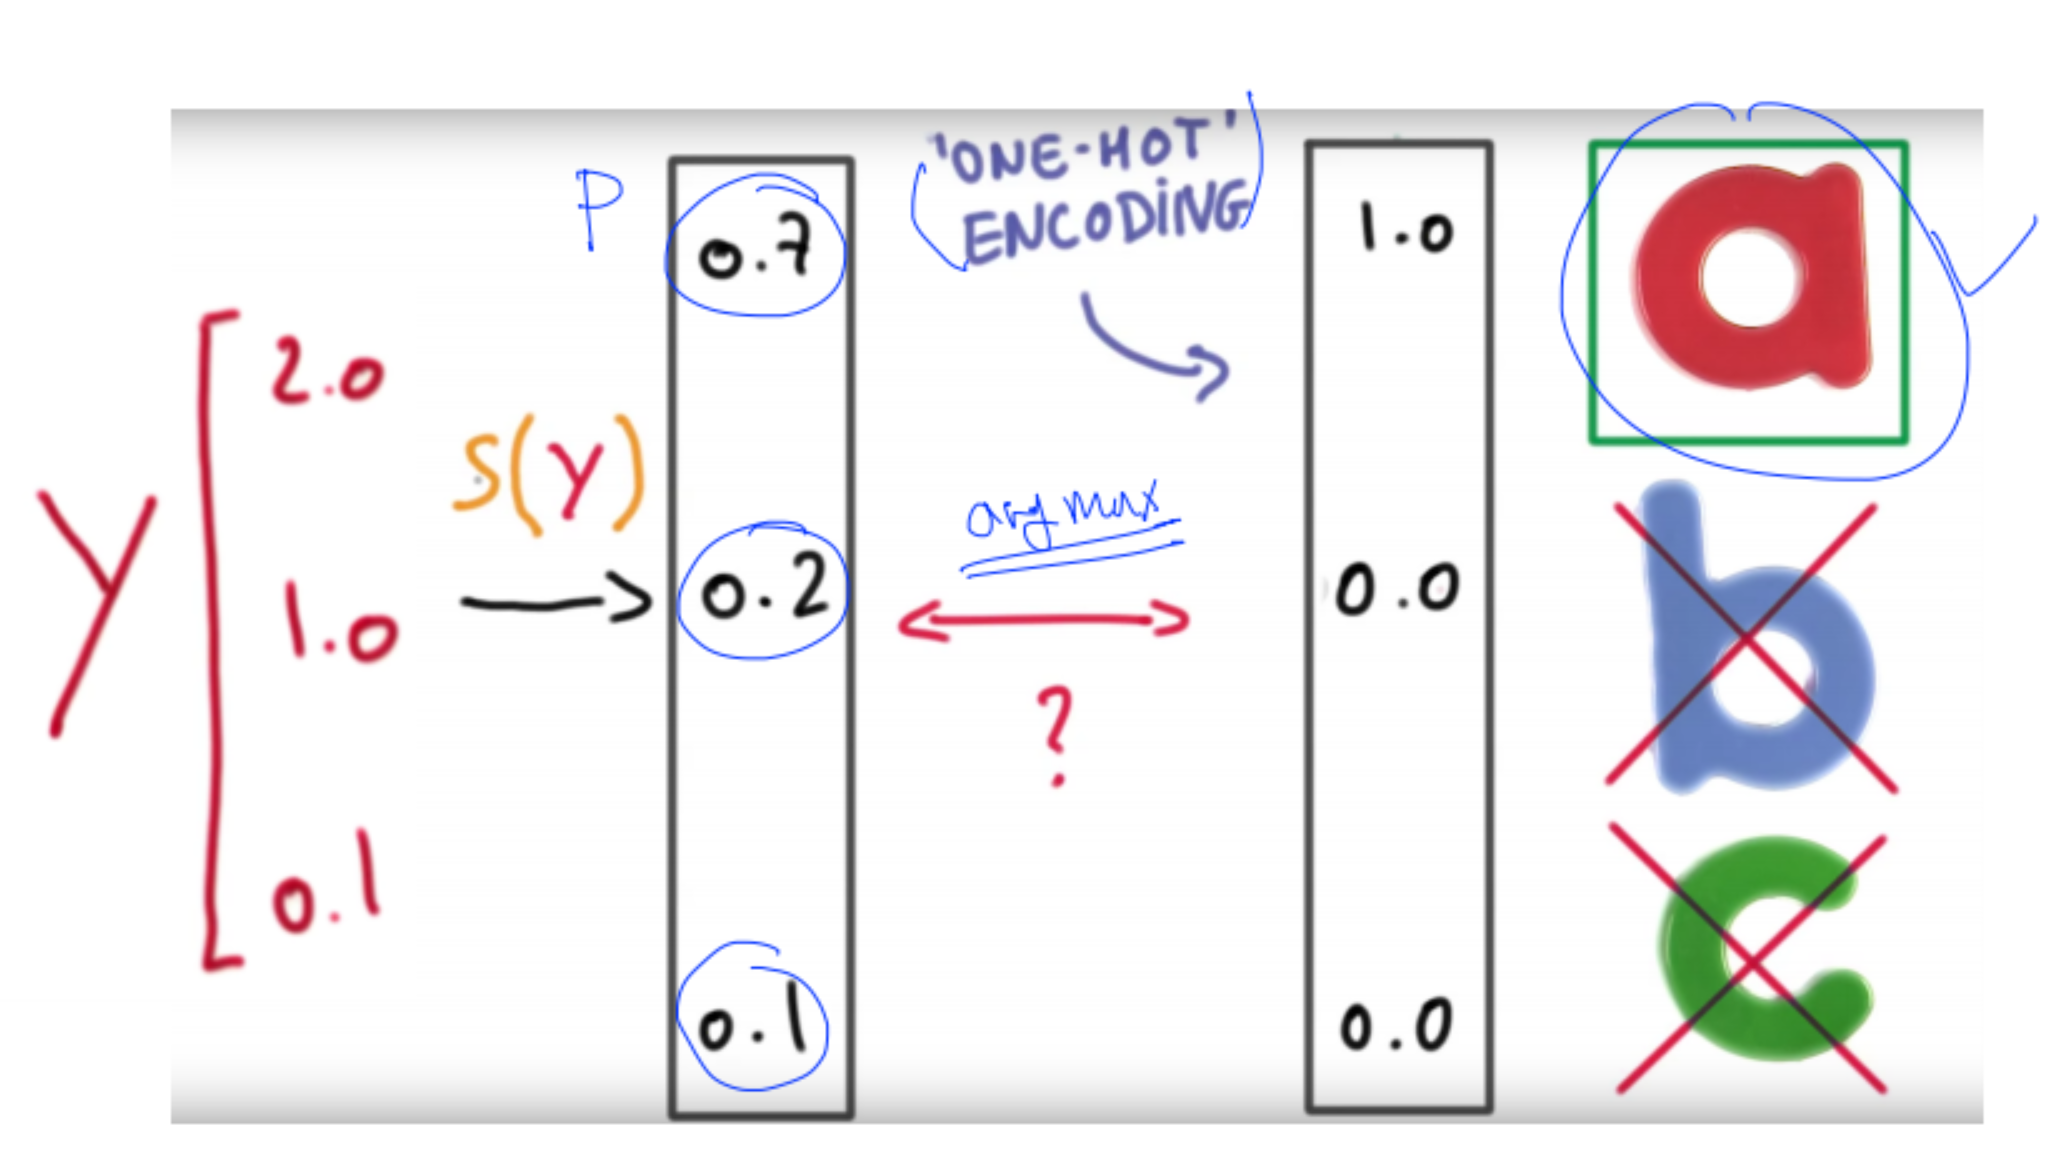 Y
2.0
1.0
0.1
S(Y)
P
0.7
0.2
0.1
'ONE-HOT'
ENCODING
arg max
?
1.0
0.0
0.0
a
b
c